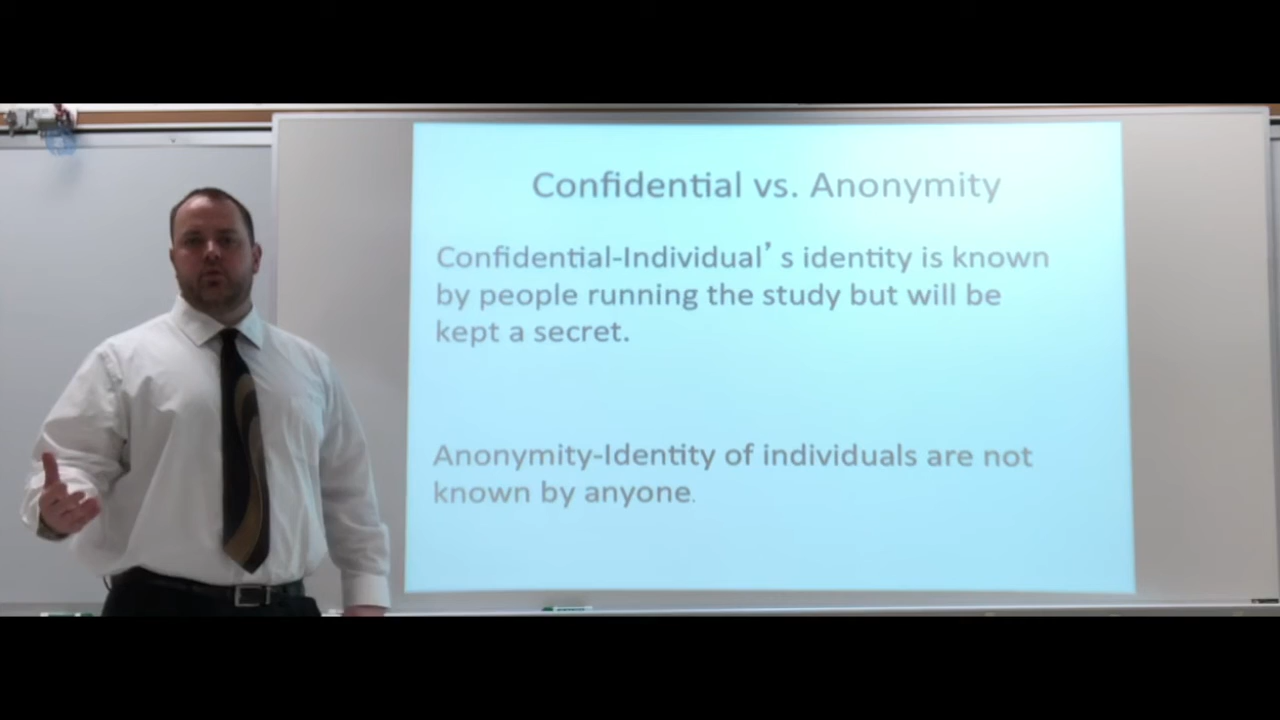 Confidential vs. Anonymity
Confidential-Individual’ s identity is known
by people running the study but will be
kept a secret.
Anonymity-Identity of individuals are not
known by anyone.